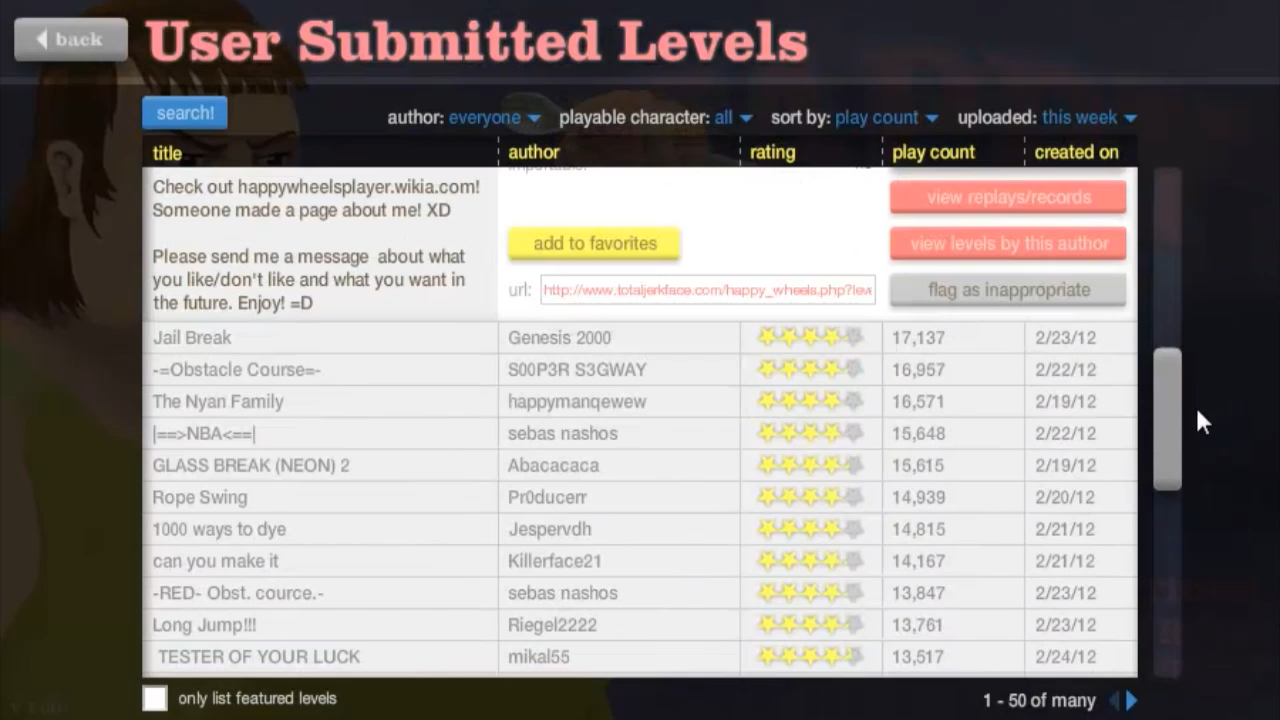 back
User Submitted Levels
search!
author: everyone playable character: all sort by: play count uploaded: this week
title author rating play count created on
Check out happywheelsplayer.wikia.com!
Someone made a page about me! XD
view replays/records
add to favorites
view levels by this author
Please send me a message about what
you like/don't like and what you want in
the future. Enjoy! =D
url: http://www.totaljerkface.com/happy_wheels.php?lev
flag as inappropriate
Jail Break Genesis 2000 17,137 2/23/12
-=Obstacle Course=- S00P3R S3GWAY 16,957 2/22/12
The Nyan Family happymanqewew 16,571 2/19/12
|==>NBA<==| sebas nashos 15,648 2/22/12
GLASS BREAK (NEON) 2 Abacacaca 15,615 2/19/12
Rope Swing Pr0ducerr 14,939 2/20/12
1000 ways to dye Jespervdh 14,815 2/21/12
can you make it Killerface21 14,167 2/21/12
-RED- Obst. cource.- sebas nashos 13,847 2/23/12
Long Jump!!! Riegel2222 13,761 2/23/12
TESTER OF YOUR LUCK mikal55 13,517 2/24/12
only list featured levels
1 - 50 of many